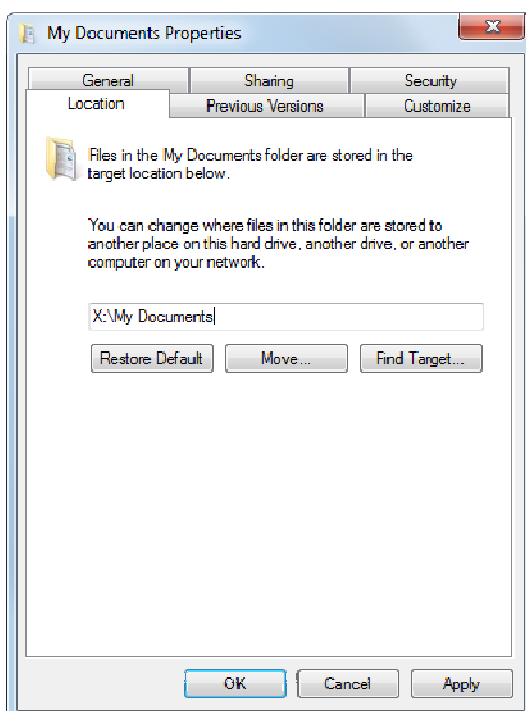 My Documents Properties
General Sharing Security
Location Previous Versions Customize
Files in the My Documents folder are stored in the
target location below.
You can change where files in this folder are stored to
another place on this hard drive, another drive, or another
computer on your network.
X:\My Documents
Restore Default Move... Find Target...
OK Cancel Apply